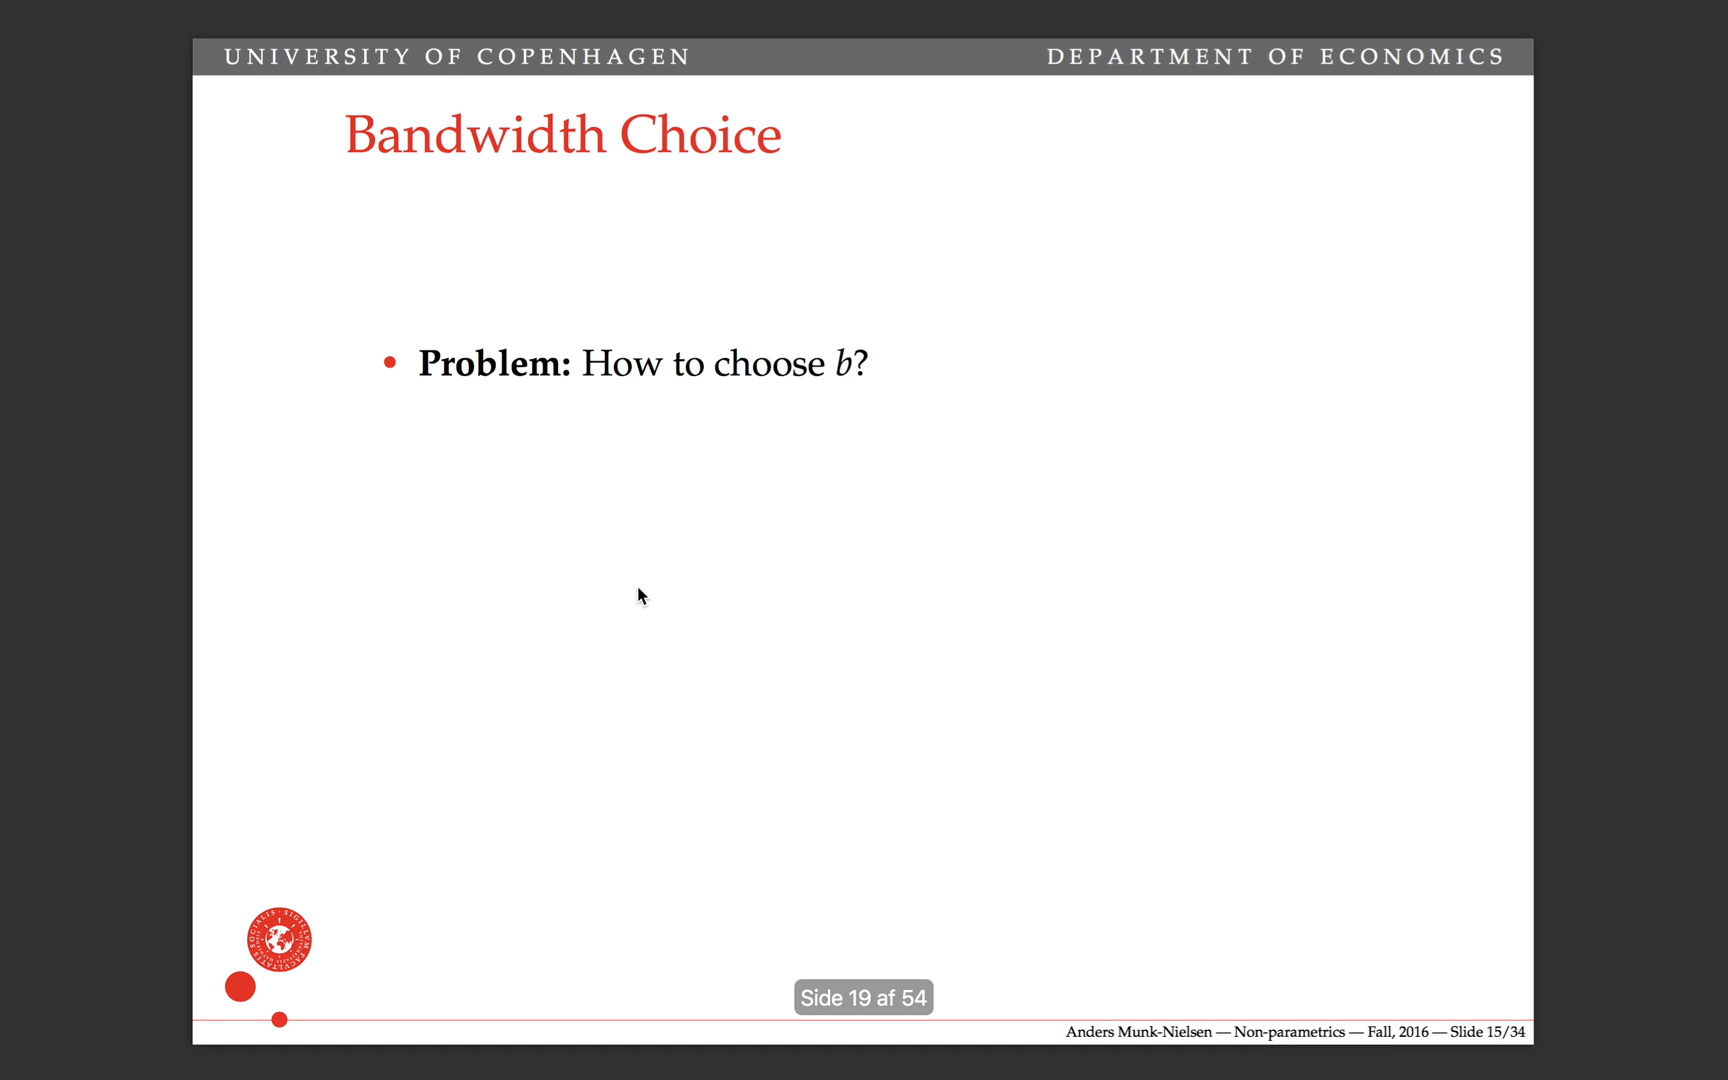 UNIVERSITY OF COPENHAGEN
DEPARTMENT OF ECONOMICS
Bandwidth Choice
• Problem: How to choose b?
Side 19 af 54
Anders Munk-Nielsen — Non-parametrics — Fall, 2016 — Slide 15/34